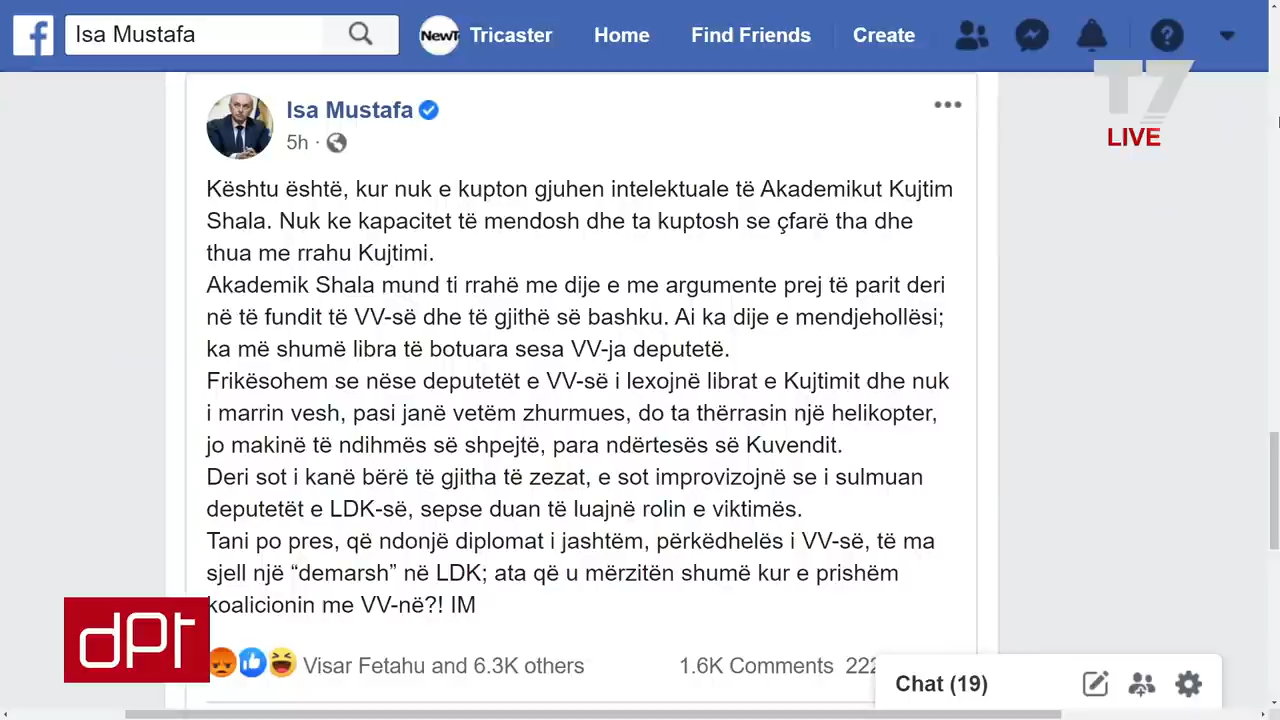 Isa Mustafa
NewT Tricaster Home Find Friends Create
T7
LIVE
Isa Mustafa
5h ·
Kështu është, kur nuk e kupton gjuhen intelektuale të Akademikut Kujtim
Shala. Nuk ke kapacitet të mendosh dhe ta kuptosh se çfarë tha dhe
thua me rrahu Kujtimi.
Akademik Shala mund ti rrahë me dije e me argumente prej të parit deri
në të fundit të VV-së dhe të gjithë së bashku. Ai ka dije e mendjehollësi;
ka më shumë libra të botuara sesa VV-ja deputetë.
Frikësohem se nëse deputetët e VV-së i lexojnë librat e Kujtimit dhe nuk
i marrin vesh, pasi janë vetëm zhurmues, do ta thërrasin një helikopter,
jo makinë të ndihmës së shpejtë, para ndërtesës së Kuvendit.
Deri sot i kanë bërë të gjitha të zezat, e sot improvizojnë se i sulmuan
deputetët e LDK-së, sepse duan të luajnë rolin e viktimës.
Tani po pres, që ndonjë diplomat i jashtëm, përkëdhelës i VV-së, të ma
sjell një “demarsh” në LDK; ata që u mërzitën shumë kur e prishëm
koalicionin me VV-në?! IM
dPT
Visar Fetahu and 6.3K others 1.6K Comments 222
Chat (19)